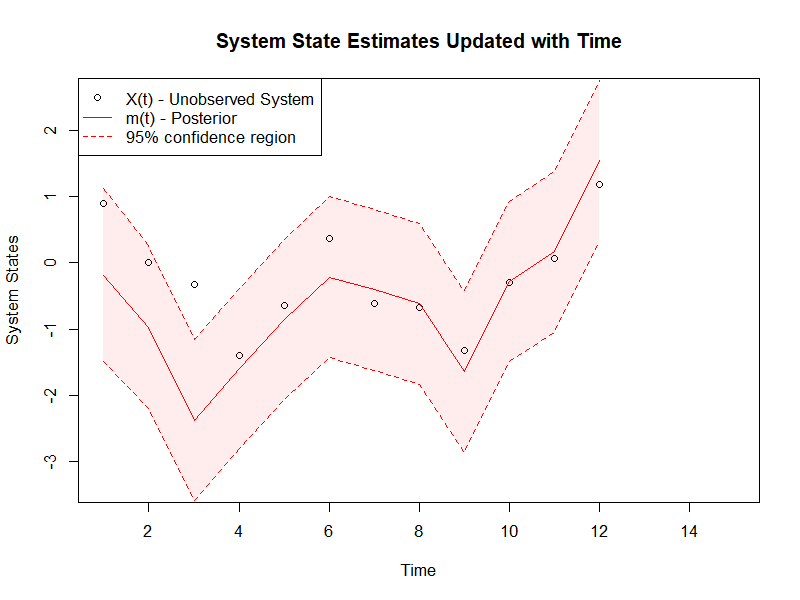 System State Estimates Updated with Time
X(t) - Unobserved System
m(t) - Posterior
95% confidence region
System States
2
1
0
-1
-2
-3
2 4 6 8 10 12 14
Time